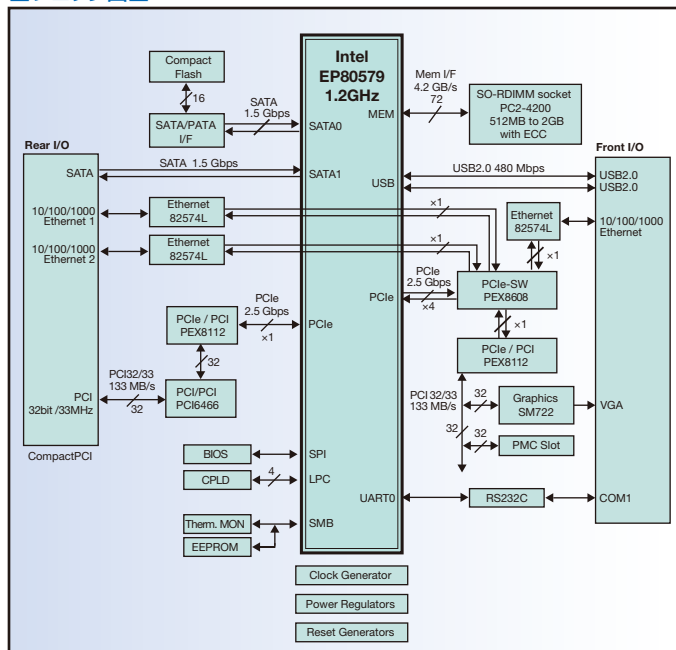 Intel
EP80579
1.2GHz
Compact
Flash
16
SATA/PATA
I/F
SATA
1.5 Gbps
SATA0
MEM
Mem I/F
4.2 GB/s
72
SO-RDIMM socket
PC2-4200
512MB to 2GB
with ECC
Rear I/O
Front I/O
SATA
SATA 1.5 Gbps
SATA1
USB
USB2.0 480 Mbps
USB2.0
USB2.0
10/100/1000
Ethernet 1
Ethernet
82574L
×1
Ethernet
82574L
10/100/1000
Ethernet
10/100/1000
Ethernet 2
Ethernet
82574L
×1
×1
PCIe
2.5 Gbps
×4
PCIe
PCIe-SW
PEX8608
×1
PCIe / PCI
PEX8112
PCIe
2.5 Gbps
×1
PCIe
PCIe / PCI
PEX8112
32
PCI
32bit /33MHz
PCI32/33
133 MB/s
32
PCI/PCI
PCI6466
PCI 32/33
133 MB/s
32
32
Graphics
SM722
VGA
32
PMC Slot
CompactPCI
BIOS
SPI
CPLD
4
LPC
UART0
RS232C
COM1
Therm. MON
SMB
EEPROM
Clock Generator
Power Regulators
Reset Generators